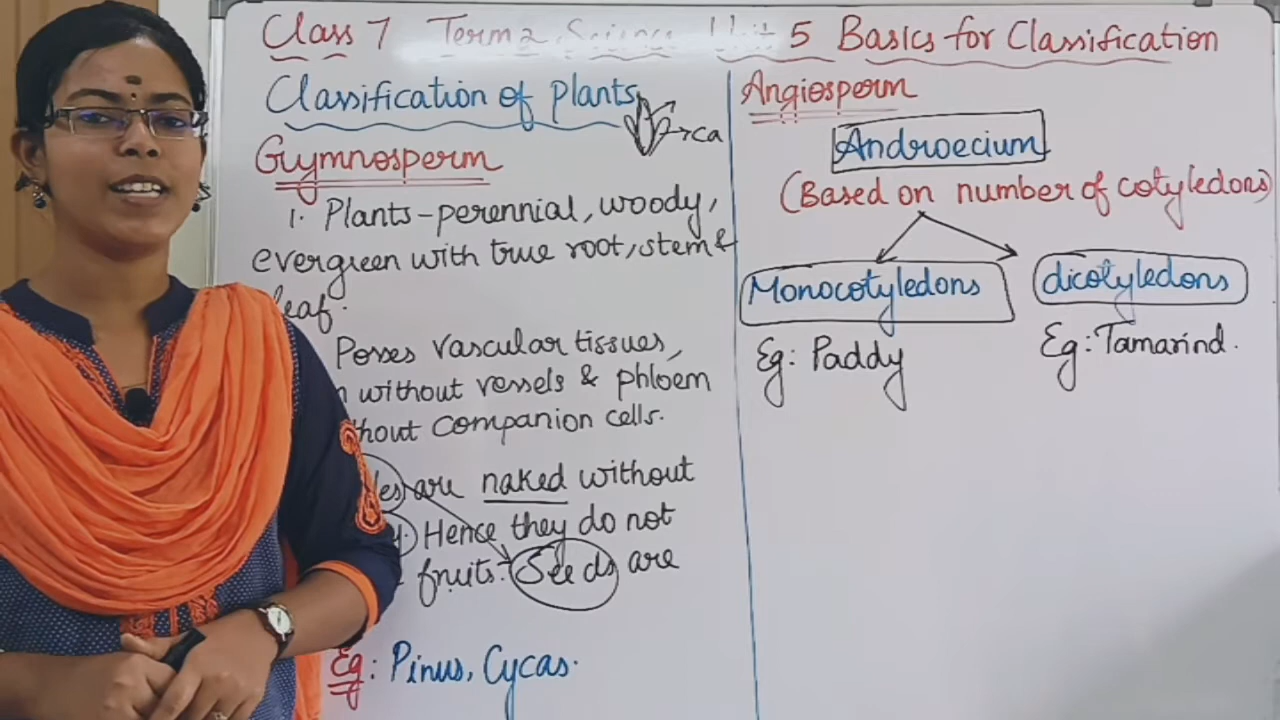 Class 7 Term 2 Science Unit 5 Basics for Classification
Classification of Plants
ca
Gymnosperm
1. Plants-perennial, woody,
evergreen with true root, stem &
leaf.
Posses vascular tissues,
without vessels & phloem
companion cells.
are naked without
Hence they do not
fruits. Seeds are
Eg: Pinus, Cycas.
Angiosperm
Androecium
(Based on number of cotyledons)
Monocotyledons
dicotyledons
Eg: Paddy
Eg: Tamarind.